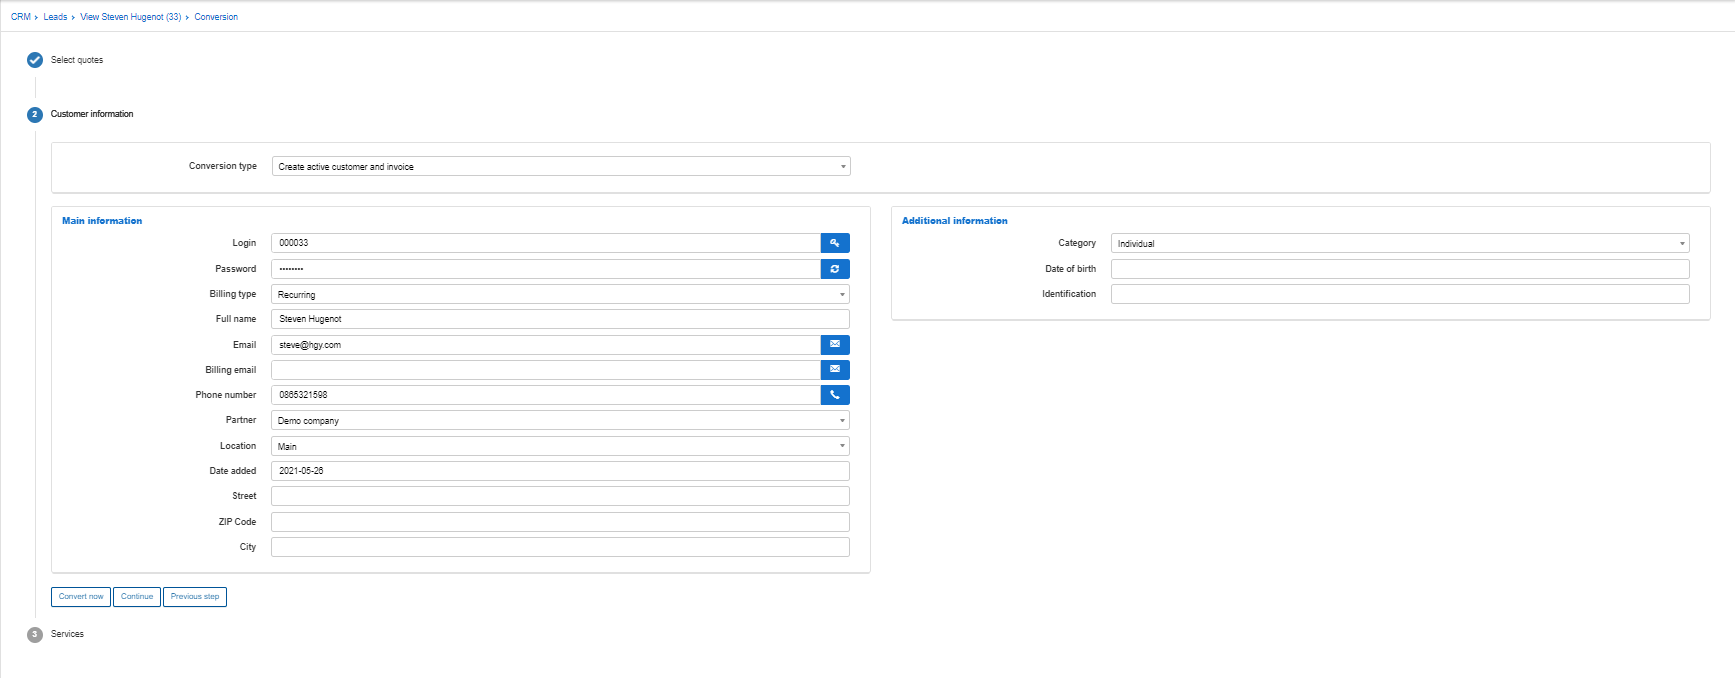 CRM › Leads › View Steven Hugenot (33) › Conversion
Select quotes
2 Customer information
Conversion type Create active customer and invoice
Main information
Login 000033
Password ••••••••
Billing type Recurring
Full name Steven Hugenot
Email steve@hgy.com
Billing email
Phone number 0865321598
Partner Demo company
Location Main
Date added 2021-05-26
Street
ZIP Code
City
Additional information
Category Individual
Date of birth
Identification
Convert now Continue Previous step
3 Services